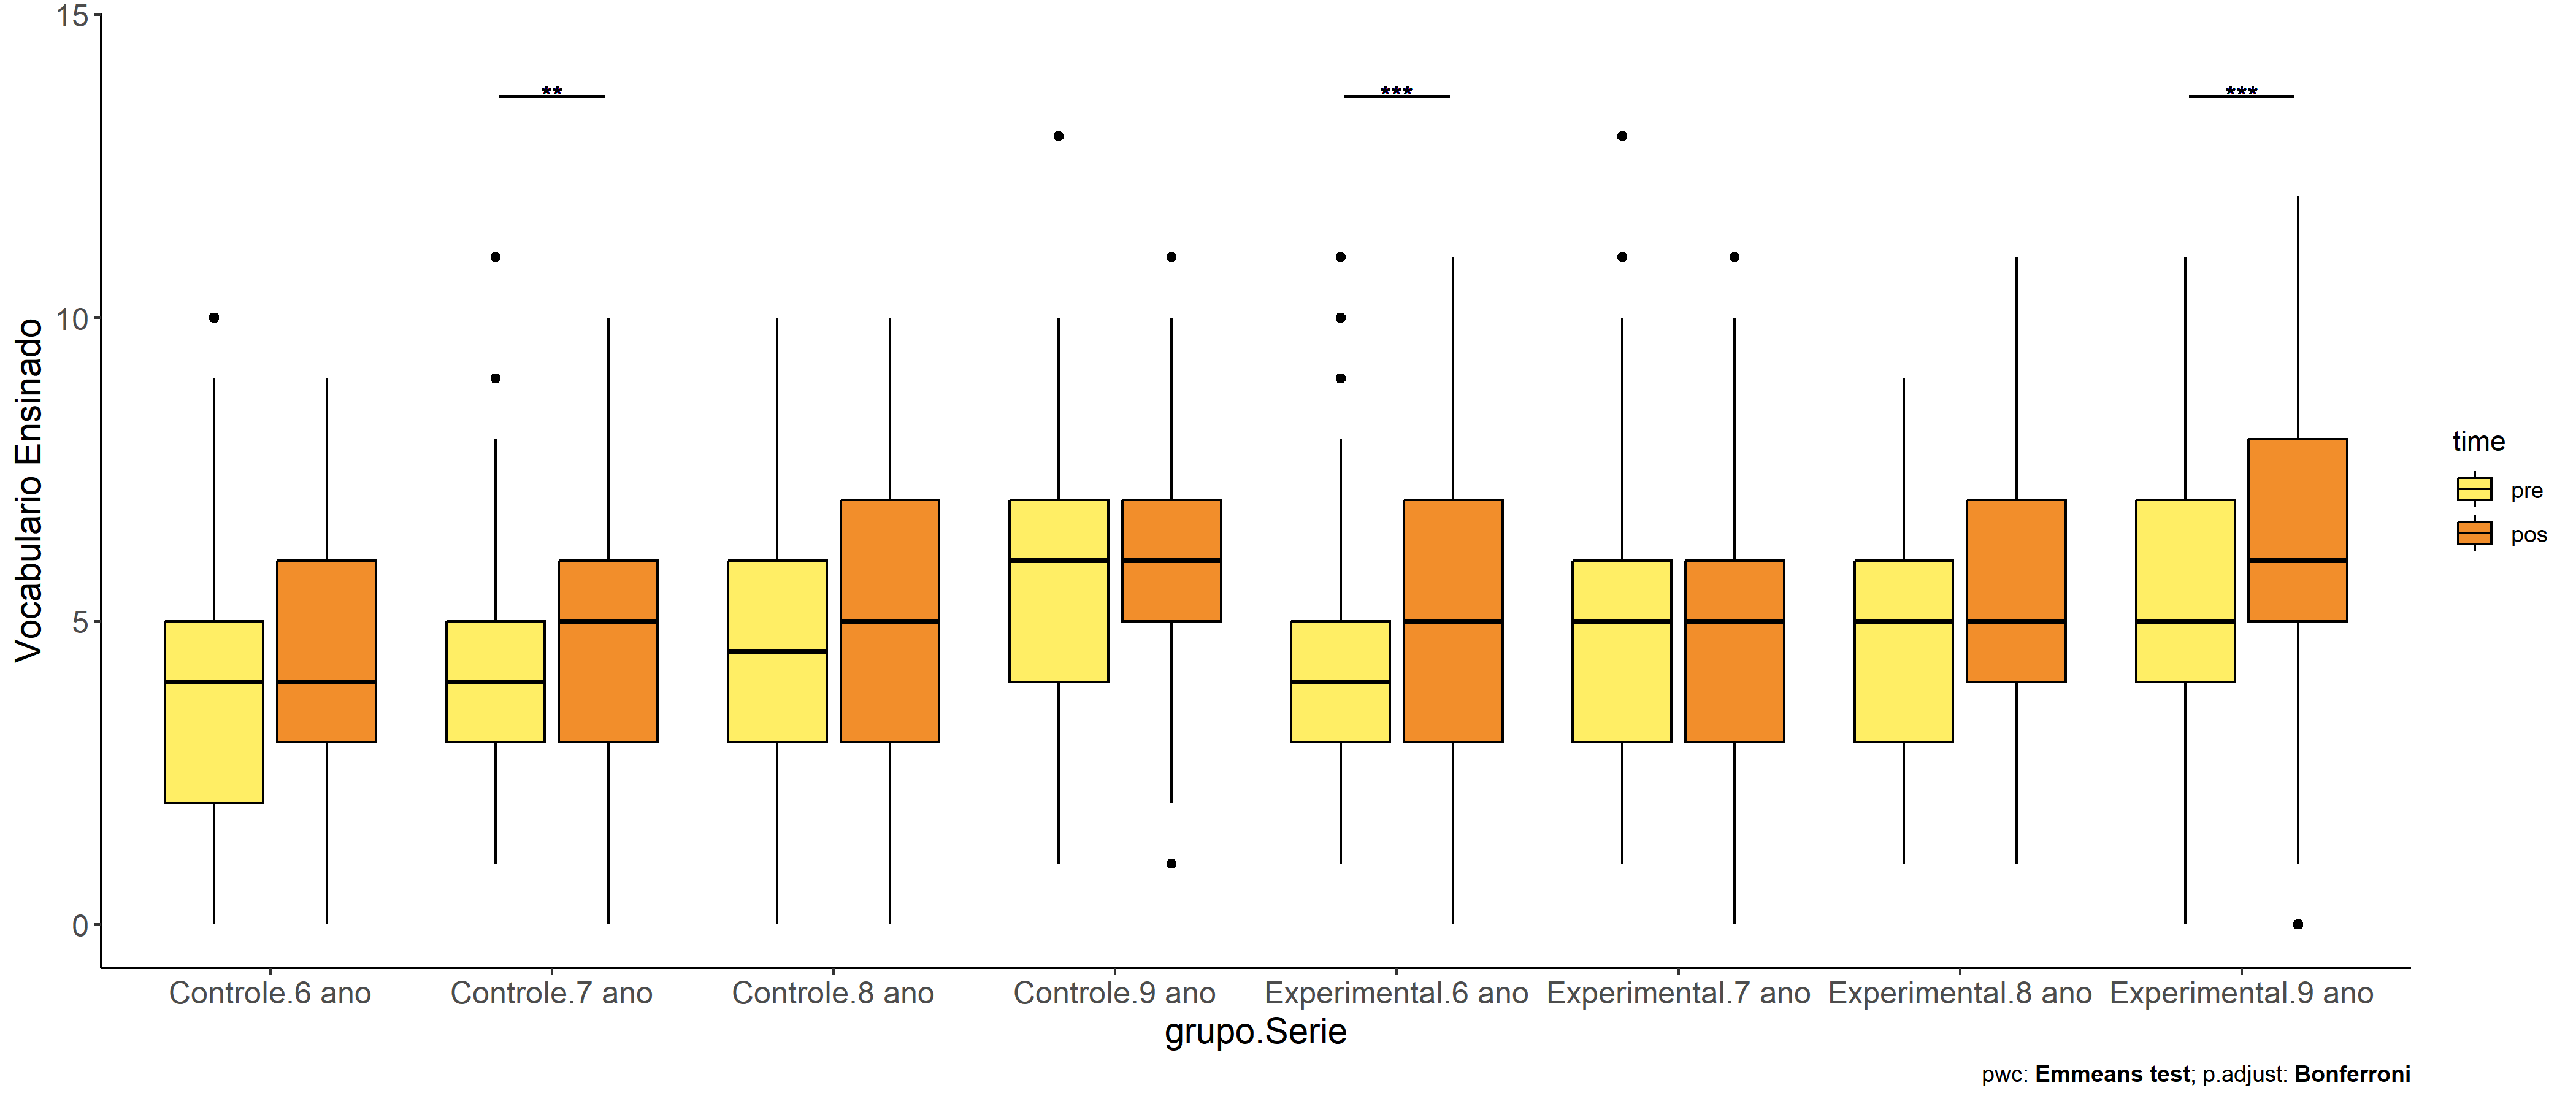 15
10
5
0
Vocabulario Ensinado
**
***
***
Controle.6 ano
Controle.7 ano
Controle.8 ano
Controle.9 ano
Experimental.6 ano
Experimental.7 ano
Experimental.8 ano
Experimental.9 ano
grupo.Serie
time
pre
pos
pwc: Emmeans test; p.adjust: Bonferroni